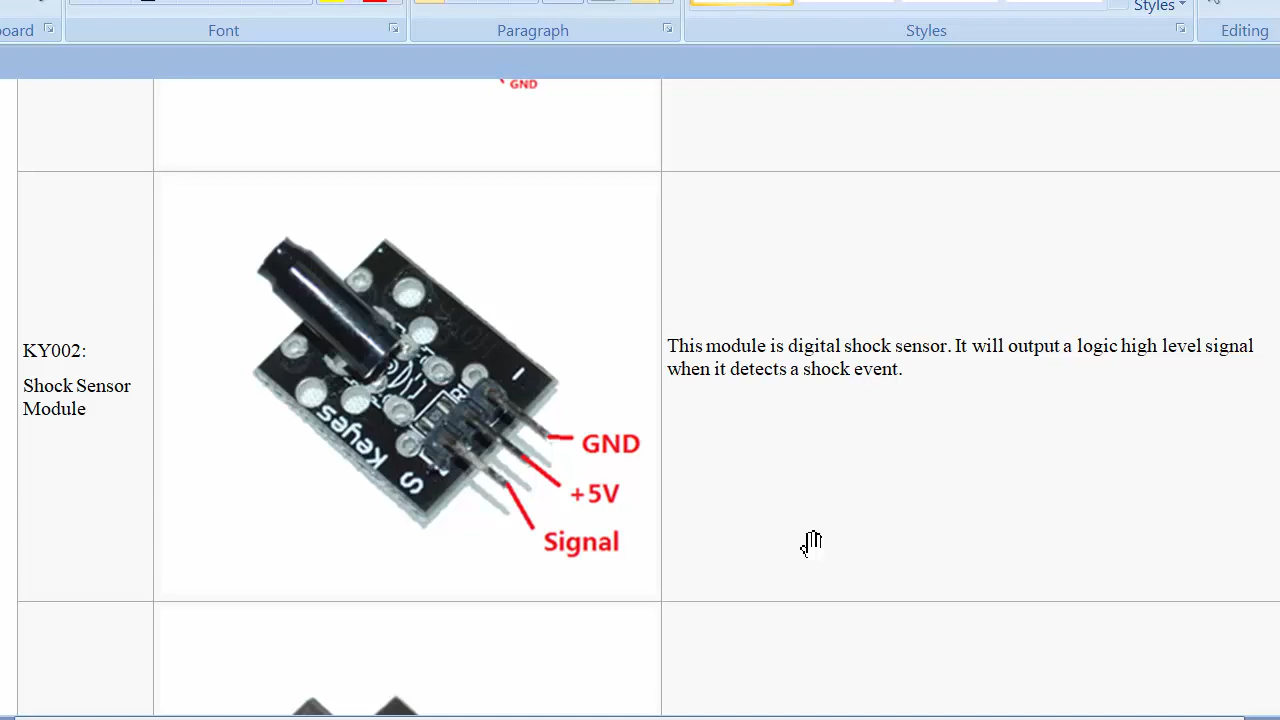 oard
Font
Paragraph
Styles
Styles
Editing
GND
KY002:
Shock Sensor
Module
R1
S Keyes
GND
+5V
Signal
This module is digital shock sensor. It will output a logic high level signal
when it detects a shock event.